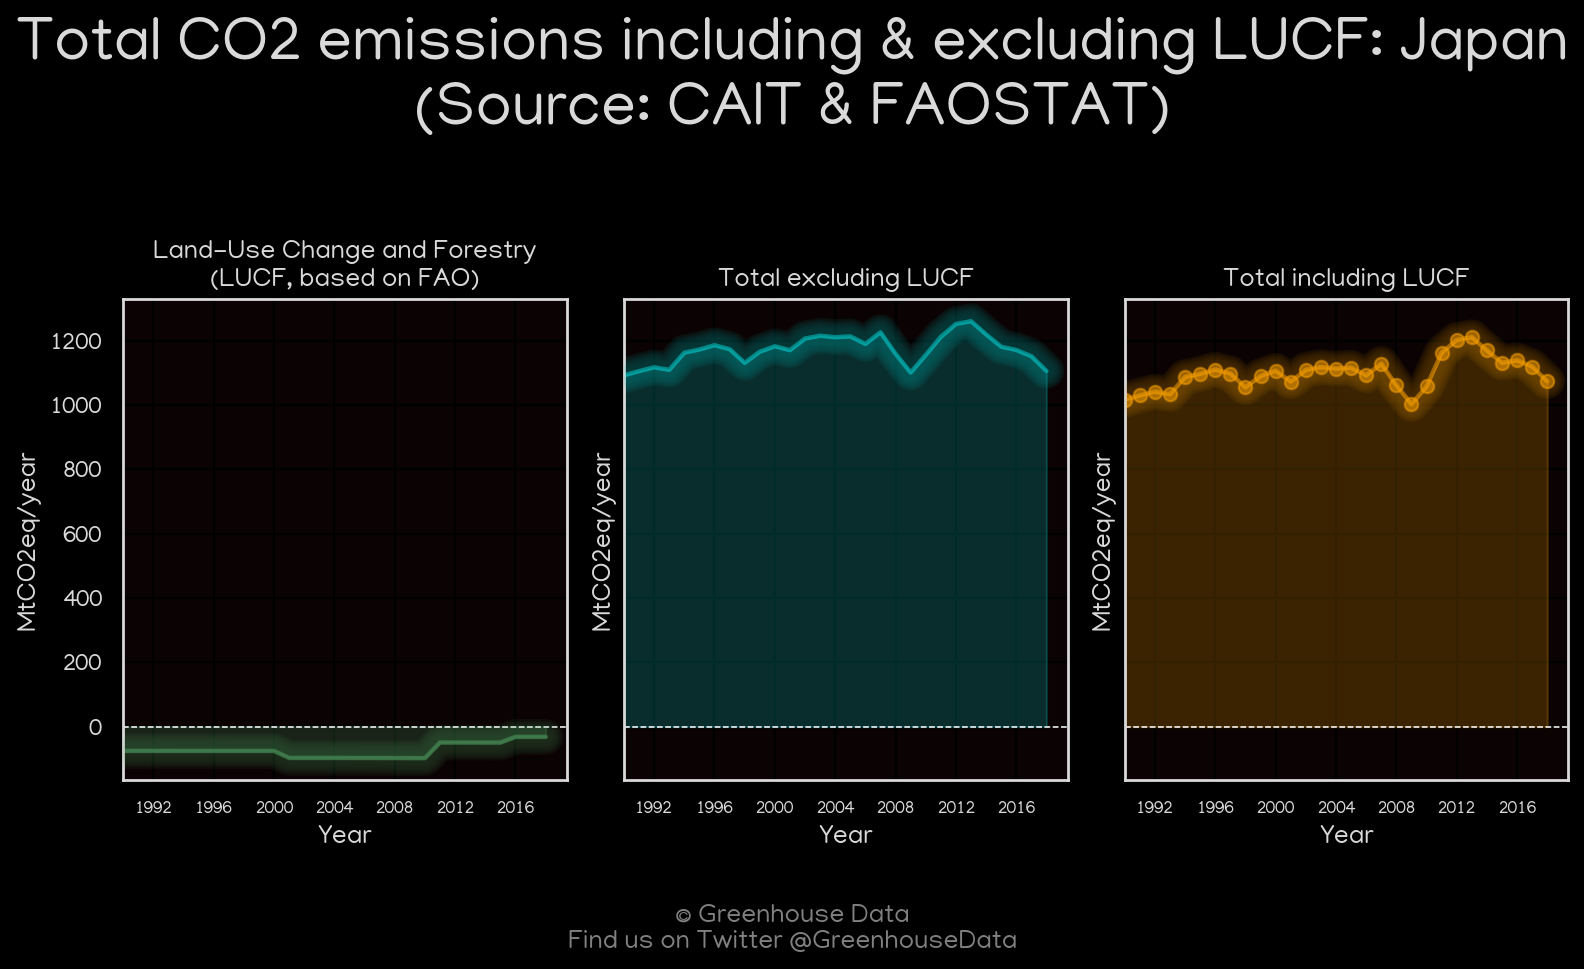 Total CO2 emissions including & excluding LUCF: Japan
(Source: CAIT & FAOSTAT)
Land-Use Change and Forestry
(LUCF, based on FAO)
MtCO2eq/year
1200
1000
800
600
400
200
0
1992 1996 2000 2004 2008 2012 2016
Year
Total excluding LUCF
MtCO2eq/year
1992 1996 2000 2004 2008 2012 2016
Year
Total including LUCF
MtCO2eq/year
1992 1996 2000 2004 2008 2012 2016
Year
© Greenhouse Data
Find us on Twitter @GreenhouseData